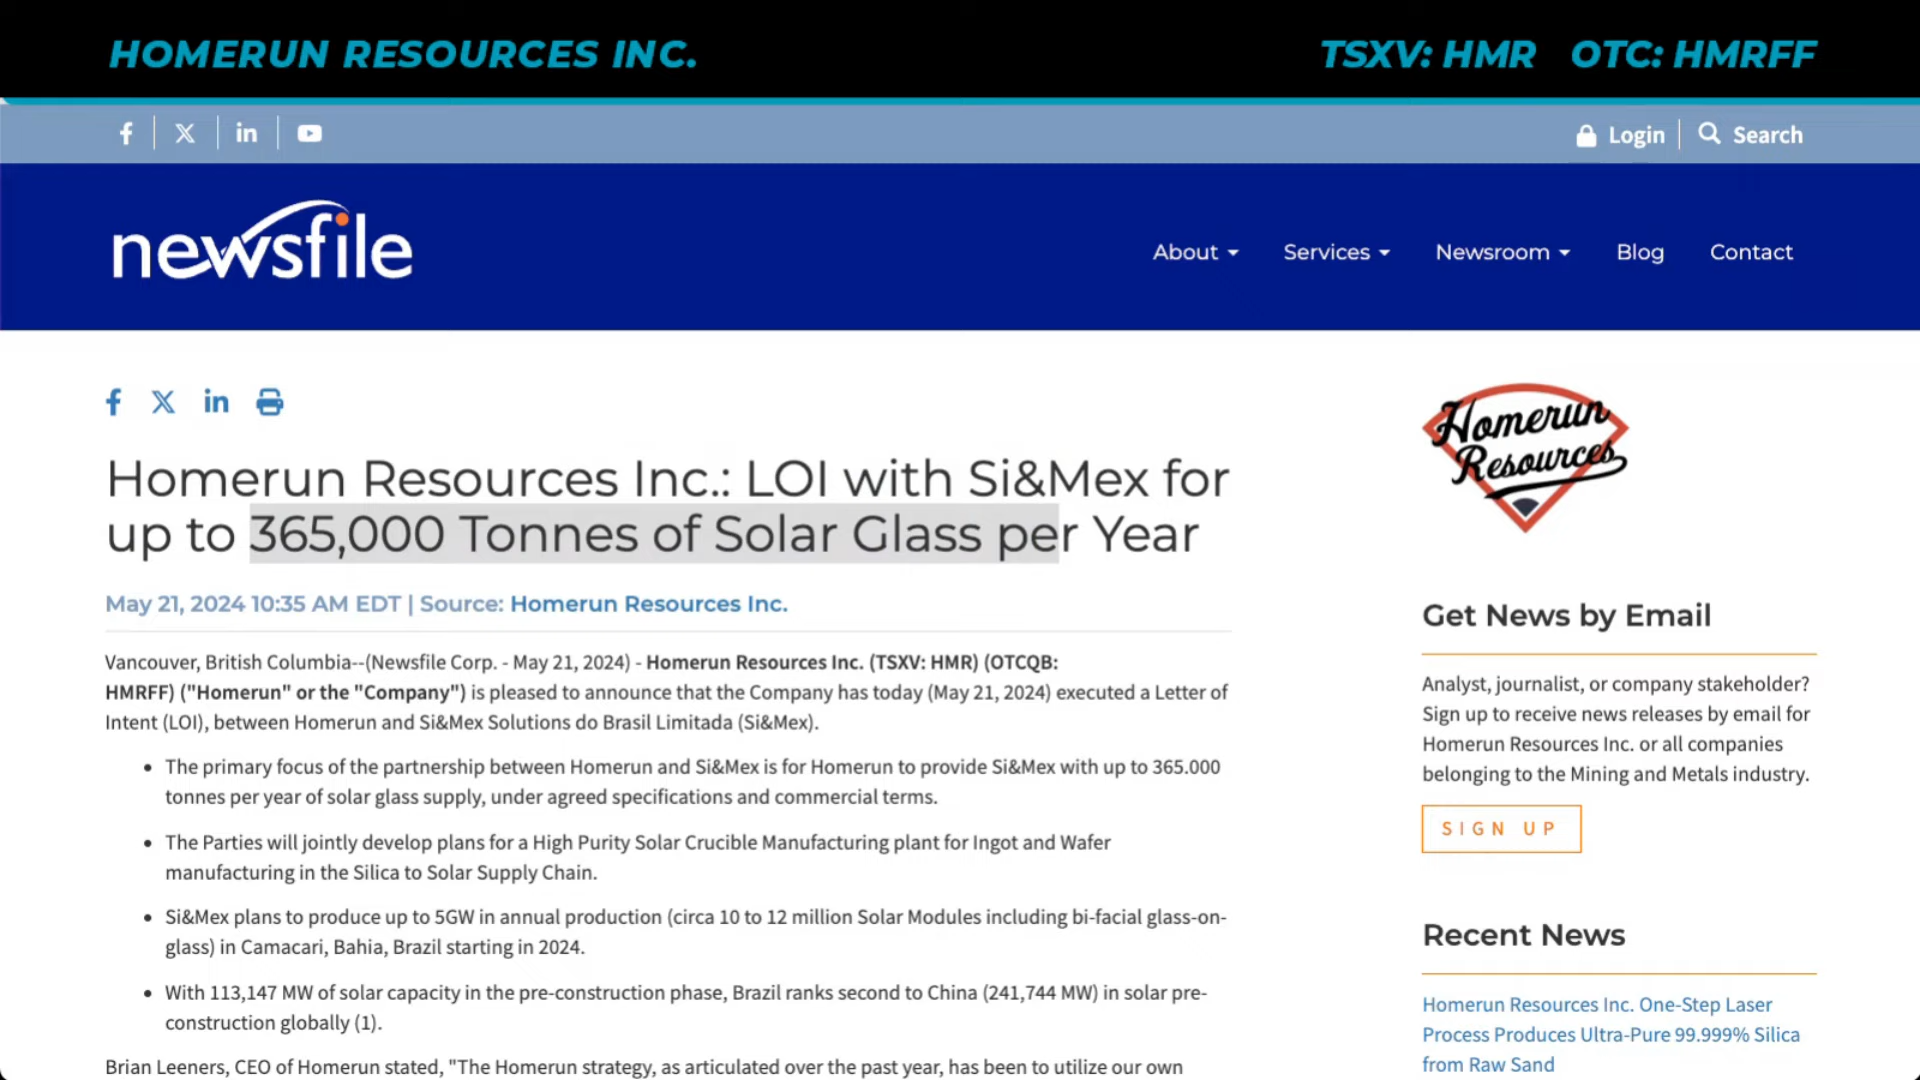 HOMERUN RESOURCES INC.
TSXV: HMR OTC: HMRFF
Login
Search
newsfile
About
Services
Newsroom
Blog
Contact
Homerun Resources
Homerun Resources Inc.: LOI with Si&Mex for
up to 365,000 Tonnes of Solar Glass per Year
May 21, 2024 10:35 AM EDT | Source: Homerun Resources Inc.
Vancouver, British Columbia--(Newsfile Corp. - May 21, 2024) - Homerun Resources Inc. (TSXV: HMR) (OTCQB:
HMRFF) ("Homerun" or the "Company") is pleased to announce that the Company has today (May 21, 2024) executed a Letter of
Intent (LOI), between Homerun and Si&Mex Solutions do Brasil Limitada (Si&Mex).
• The primary focus of the partnership between Homerun and Si&Mex is for Homerun to provide Si&Mex with up to 365.000
tonnes per year of solar glass supply, under agreed specifications and commercial terms.
• The Parties will jointly develop plans for a High Purity Solar Crucible Manufacturing plant for Ingot and Wafer
manufacturing in the Silica to Solar Supply Chain.
• Si&Mex plans to produce up to 5GW in annual production (circa 10 to 12 million Solar Modules including bi-facial glass-on-
glass) in Camacari, Bahia, Brazil starting in 2024.
• With 113,147 MW of solar capacity in the pre-construction phase, Brazil ranks second to China (241,744 MW) in solar pre-
construction globally (1).
Brian Leeners, CEO of Homerun stated, "The Homerun strategy, as articulated over the past year, has been to utilize our own
Get News by Email
Analyst, journalist, or company stakeholder?
Sign up to receive news releases by email for
Homerun Resources Inc. or all companies
belonging to the Mining and Metals industry.
SIGN UP
Recent News
Homerun Resources Inc. One-Step Laser
Process Produces Ultra-Pure 99.999% Silica
from Raw Sand